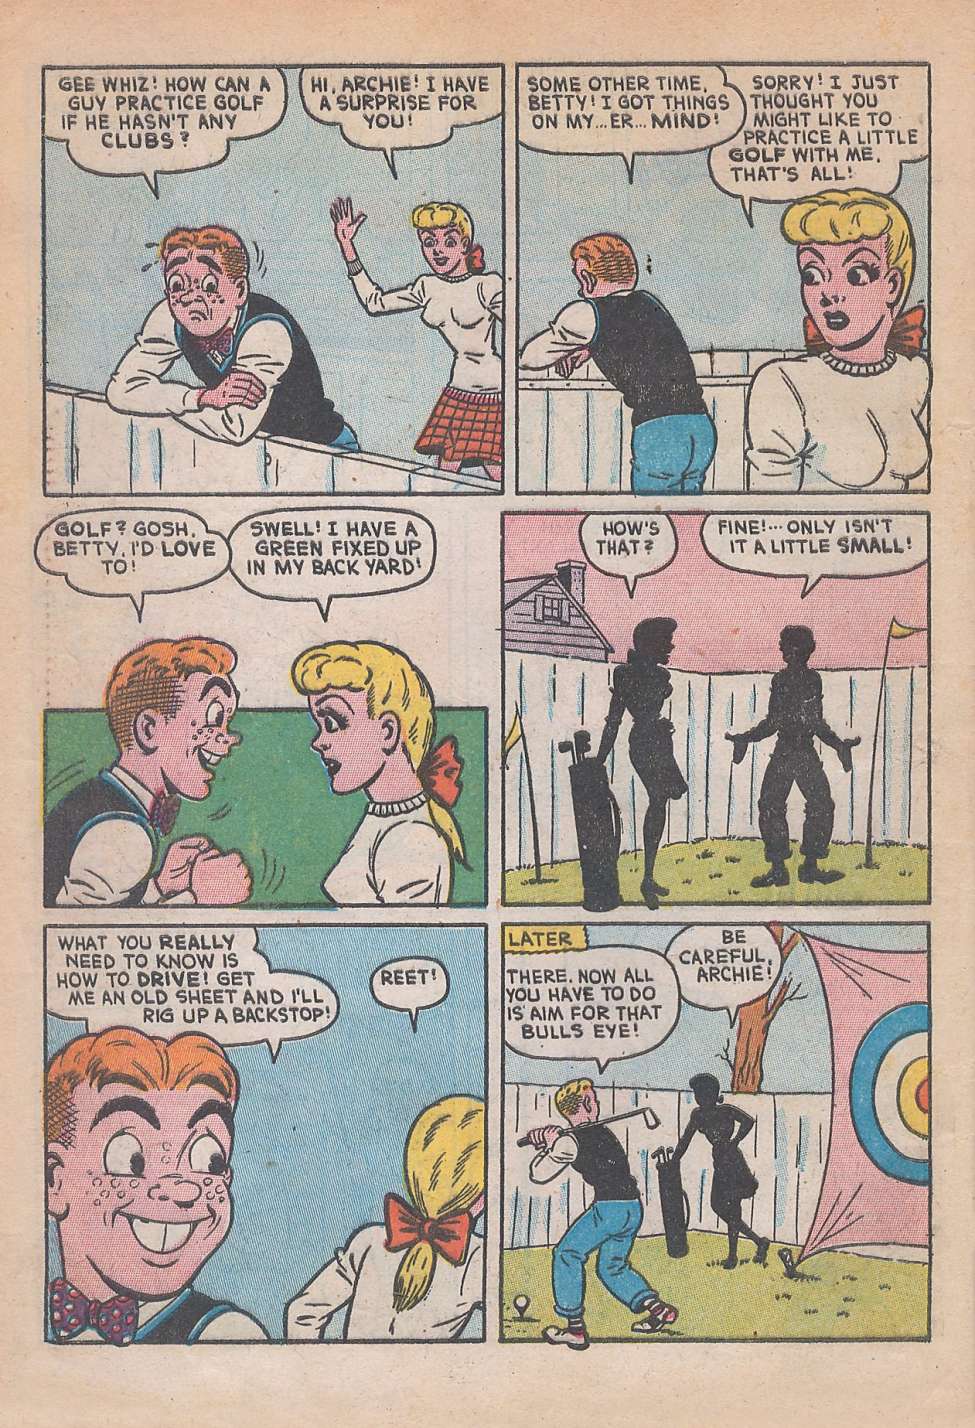 GEE WHIZ! HOW CAN A
GUY PRACTICE GOLF
IF HE HASN'T ANY
CLUBS?
HI, ARCHIE! I HAVE
A SURPRISE FOR
YOU!
SOME OTHER TIME,
BETTY! I GOT THINGS
ON MY...ER...MIND!
SORRY! I JUST
THOUGHT YOU
MIGHT LIKE TO
PRACTICE A LITTLE
GOLF WITH ME,
THAT'S ALL!
GOLF? GOSH,
BETTY, I'D LOVE
TO!
SWELL! I HAVE A
GREEN FIXED UP
IN MY BACK YARD!
HOW'S
THAT?
FINE!...ONLY ISN'T
IT A LITTLE SMALL!
WHAT YOU REALLY
NEED TO KNOW IS
HOW TO DRIVE! GET
ME AN OLD SHEET AND I'LL
RIG UP A BACKSTOP!
REET!
LATER
THERE. NOW ALL
YOU HAVE TO DO
IS AIM FOR THAT
BULLS EYE!
BE
CAREFUL,
ARCHIE!